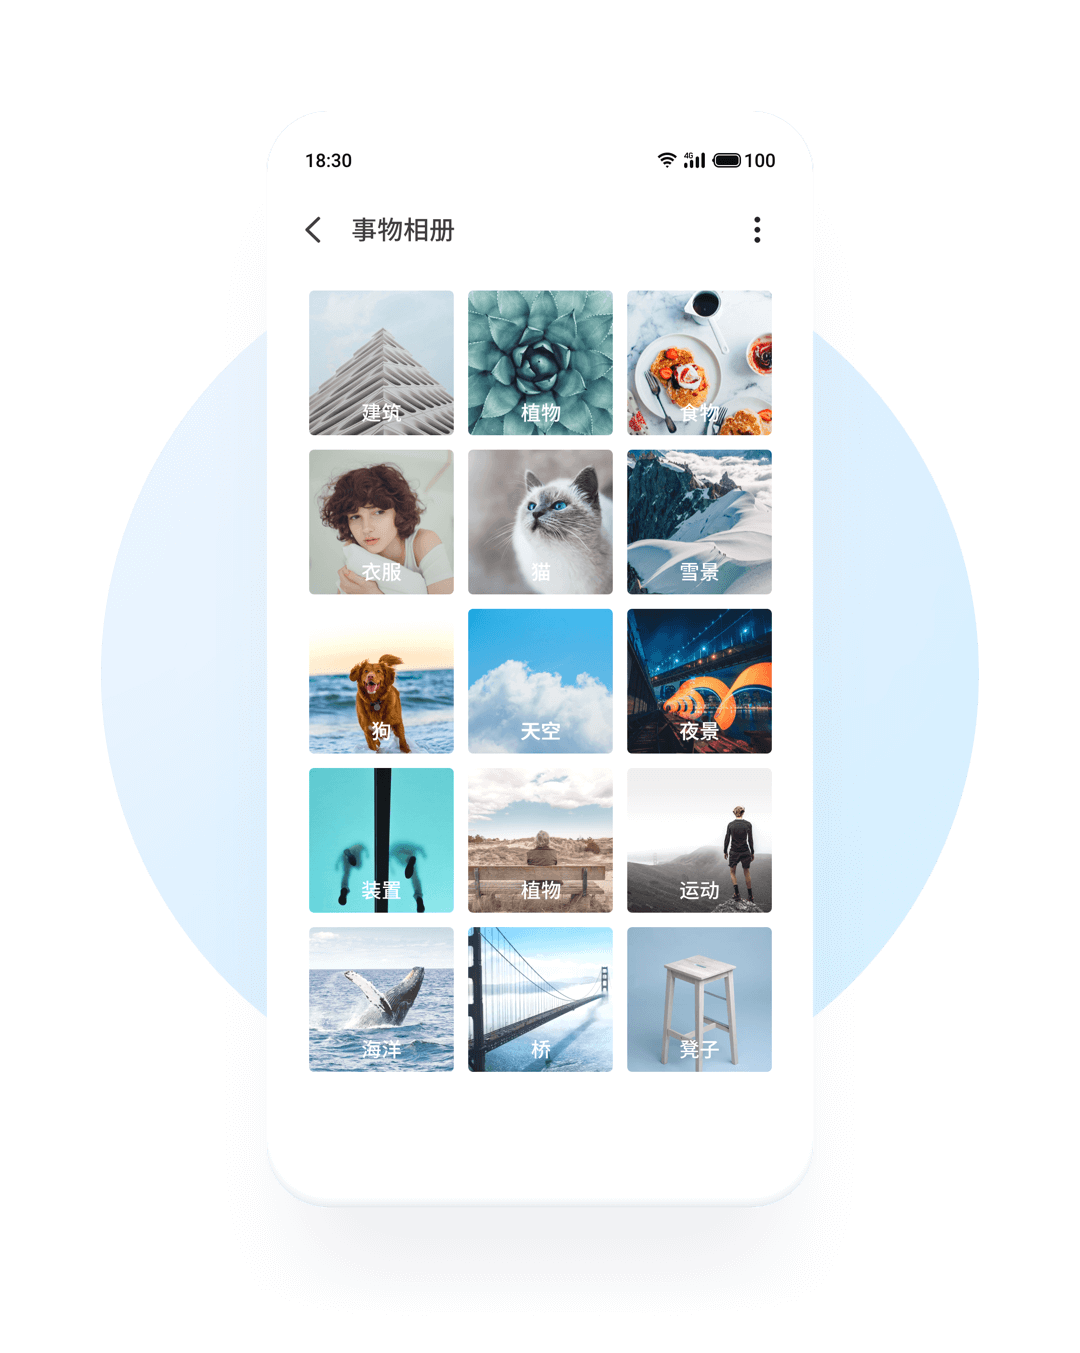 18:30 4G 100
事物相册
建筑 植物 食物
衣服 猫 雪景
狗 天空 夜景
装置 植物 运动
海洋 桥 凳子